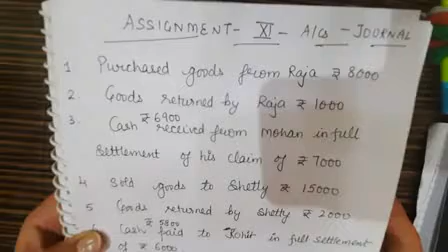 ASSIGNMENT - XI - A/Cs - JOURNAL
1 Purchased goods from Raja ₹ 8000
2. Goods returned by Raja ₹ 1000
3. Cash ₹ 6900 received from Mohan in full
settlement of his claim of ₹ 7000
4 Sold goods to Shetty ₹ 15000
5 Goods returned by Shetty ₹ 2000
Cash ₹ 5800 paid to Rohit in full settlement
of ₹ 6000